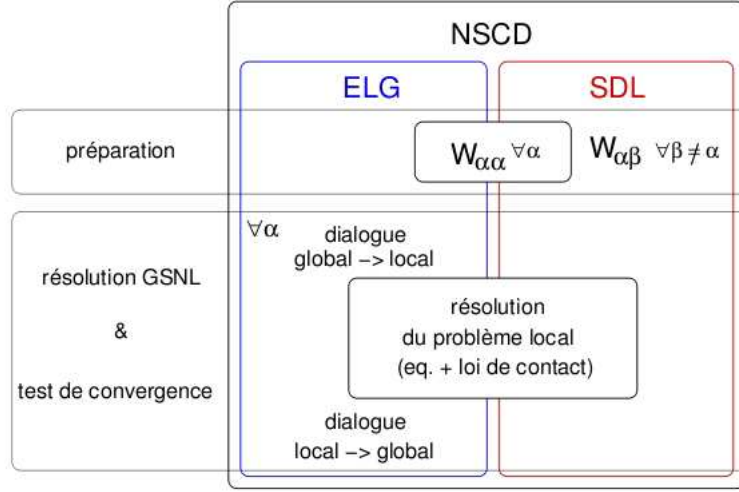 NSCD
ELG
SDL
préparation
Wαα ∀α
Wαβ ∀β ≠ α
∀α
dialogue
global −> local
résolution GSNL
&
test de convergence
résolution
du problème local
(eq. + loi de contact)
dialogue
local −> global